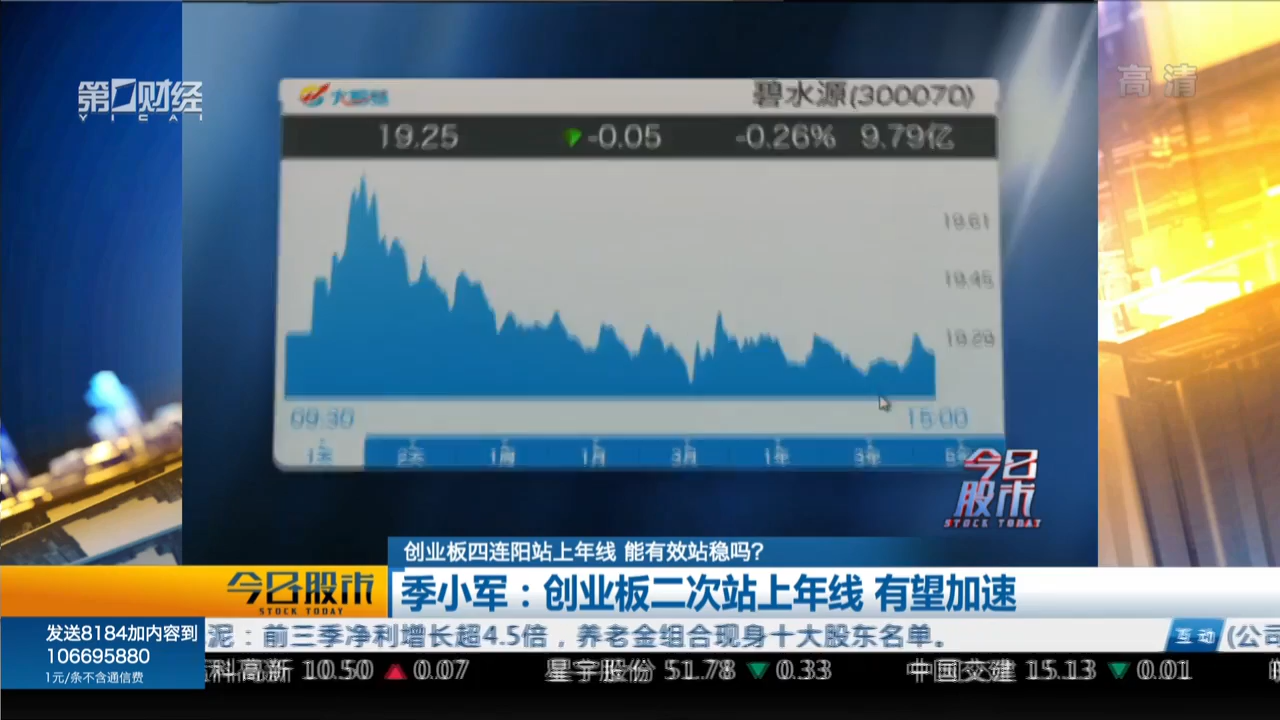 第一财经
YICAI
高清
大智慧
碧水源(300070)
19.25 -0.05 -0.26% 9.79亿
19.61
19.45
19.29
09:30 15:00
1天 2天 1周 1月 3月 1年
今日
股市
STOCK TODAY
创业板四连阳站上年线 能有效站稳吗?
今日股市
STOCK TODAY
季小军：创业板二次站上年线 有望加速
发送8184加内容到
106695880
1元/条不含通信费
泥：前三季净利增长超4.5倍，养老金组合现身十大股东名单。 互动 (公司
科高新 10.50 ▲ 0.07 星宇股份 51.78 ▼ 0.33 中国交建 15.13 ▼ 0.01